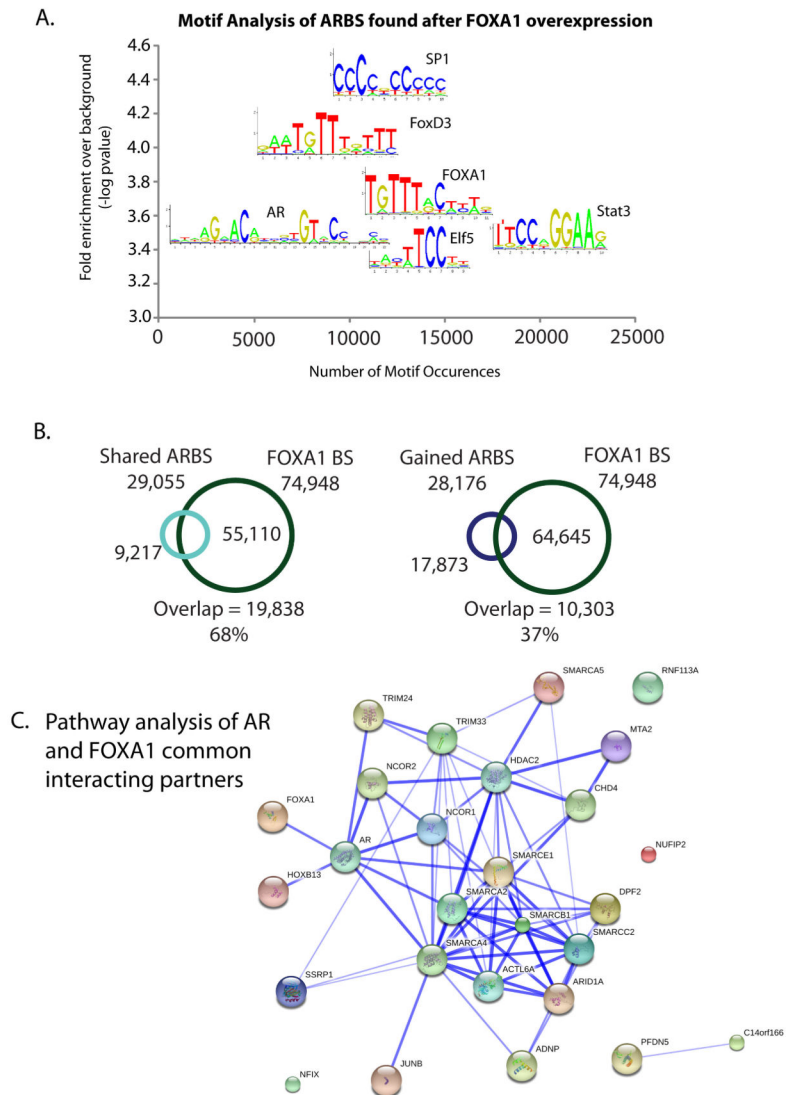 A.
Motif Analysis of ARBS found after FOXA1 overexpression
Fold enrichment over background
(-log pvalue)
4.6
4.4
4.2
4.0
3.8
3.6
3.4
3.2
3.0
SP1
FoxD3
FOXA1
AR
Stat3
Elf5
0
5000
10000
15000
20000
25000
Number of Motif Occurences
B.
Shared ARBS
29,055
FOXA1 BS
74,948
55,110
9,217
Overlap = 19,838
68%
Gained ARBS
28,176
FOXA1 BS
74,948
64,645
17,873
Overlap = 10,303
37%
C. Pathway analysis of AR
and FOXA1 common
interacting partners
SMARCA5
RNF113A
TRIM24
TRIM33
MTA2
HDAC2
NCOR2
CHD4
FOXA1
NCOR1
AR
NUFIP2
SMARCE1
HOXB13
SMARCA2
DPF2
SMARCB1
SMARCC2
SMARCA4
SSRP1
ACTL6A
ARID1A
C14orf166
ADNP
PFDN5
JUNB
NFIX